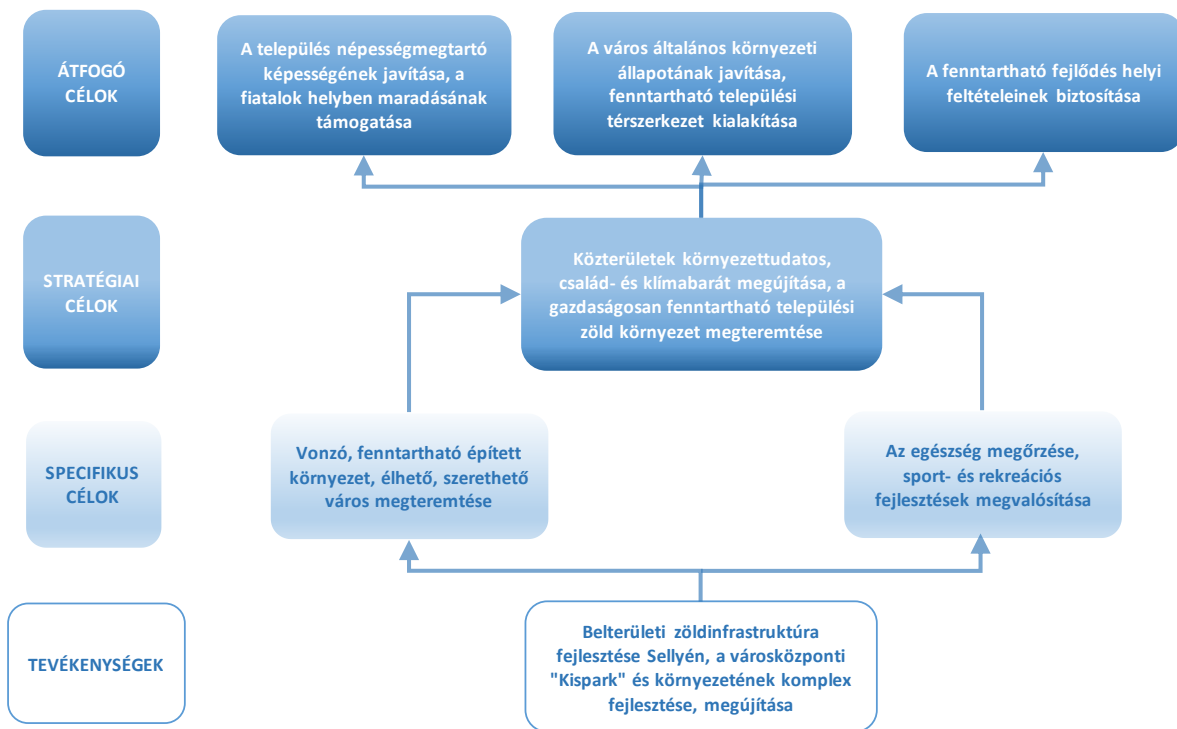 ÁTFOGÓ
CÉLOK
A település népességmegtartó
képességének javítása, a
fiatalok helyben maradásának
támogatása
A város általános környezeti
állapotának javítása,
fenntartható települési
térszerkezet kialakítása
A fenntartható fejlődés helyi
feltételeinek biztosítása
STRATÉGIAI
CÉLOK
Közterületek környezettudatos,
család- és klímabarát megújítása, a
gazdaságosan fenntartható települési
zöld környezet megteremtése
SPECIFIKUS
CÉLOK
Vonzó, fenntartható épített
környezet, élhető, szerethető
város megteremtése
Az egészség megőrzése,
sport- és rekreációs
fejlesztések megvalósítása
TEVÉKENYSÉGEK
Belterületi zöldinfrastruktúra
fejlesztése Sellyén, a városközponti
"Kispark" és környezetének komplex
fejlesztése, megújítása